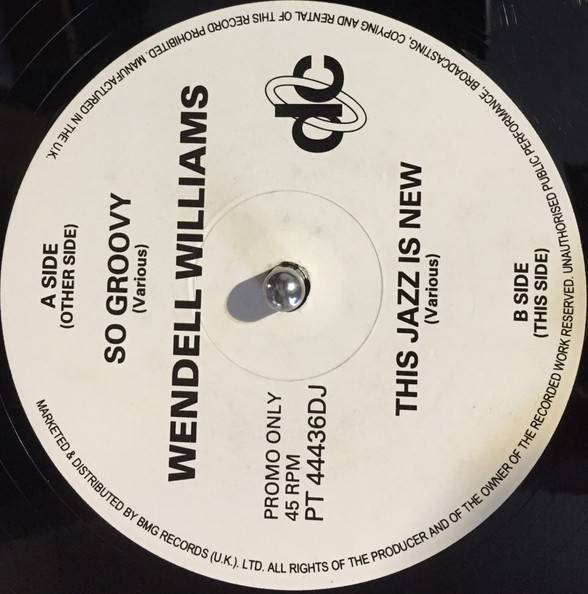 A SIDE
(OTHER SIDE)
SO GROOVY
(Various)
WENDELL WILLIAMS
PROMO ONLY
45 RPM
PT 44436DJ
dc
THIS JAZZ IS NEW
(Various)
B SIDE
(THIS SIDE)
MARKETED & DISTRIBUTED BY BMG RECORDS (U.K.). LTD. ALL RIGHTS OF THE PRODUCER AND OF THE OWNER OF THE RECORDED WORK RESERVED. UNAUTHORISED PUBLIC PERFORMANCE, BROADCASTING, COPYING AND RENTAL OF THIS RECORD PROHIBITED. MANUFACTURED IN THE U.K.